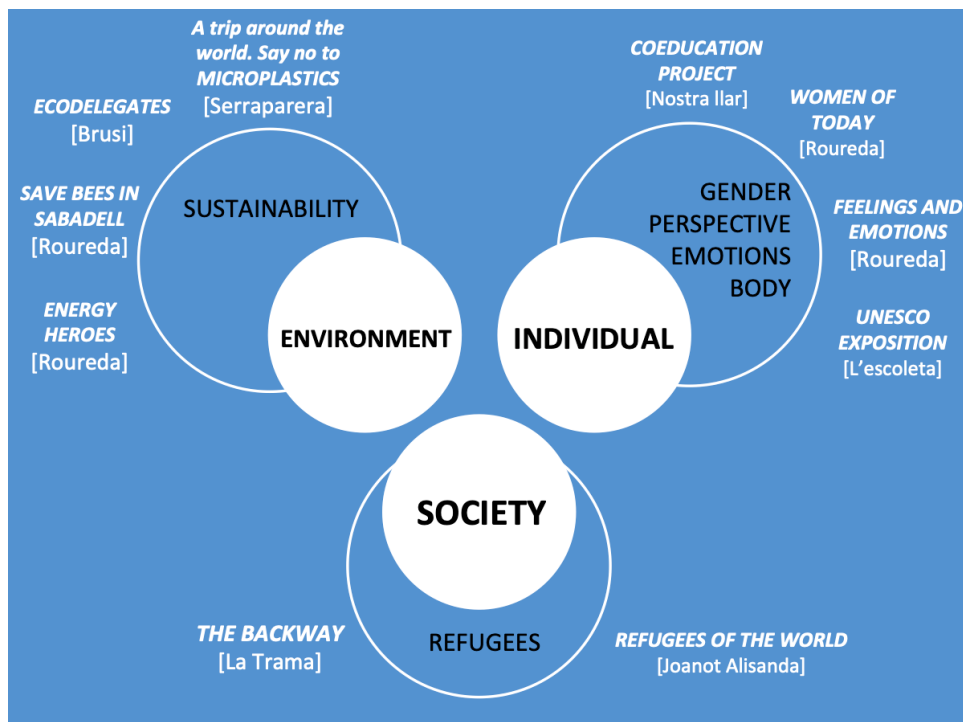 A trip around the
world. Say no to
MICROPLASTICS
[Serraparera]
ECODELEGATES
[Brusi]
SAVE BEES IN
SABADELL
[Roureda]
ENERGY
HEROES
[Roureda]
SUSTAINABILITY
ENVIRONMENT
COEDUCATION
PROJECT
[Nostra llar]
WOMEN OF
TODAY
[Roureda]
FEELINGS AND
EMOTIONS
[Roureda]
UNESCO
EXPOSITION
[L'escoleta]
GENDER
PERSPECTIVE
EMOTIONS
BODY
INDIVIDUAL
SOCIETY
REFUGEES
THE BACKWAY
[La Trama]
REFUGEES OF THE WORLD
[Joanot Alisanda]